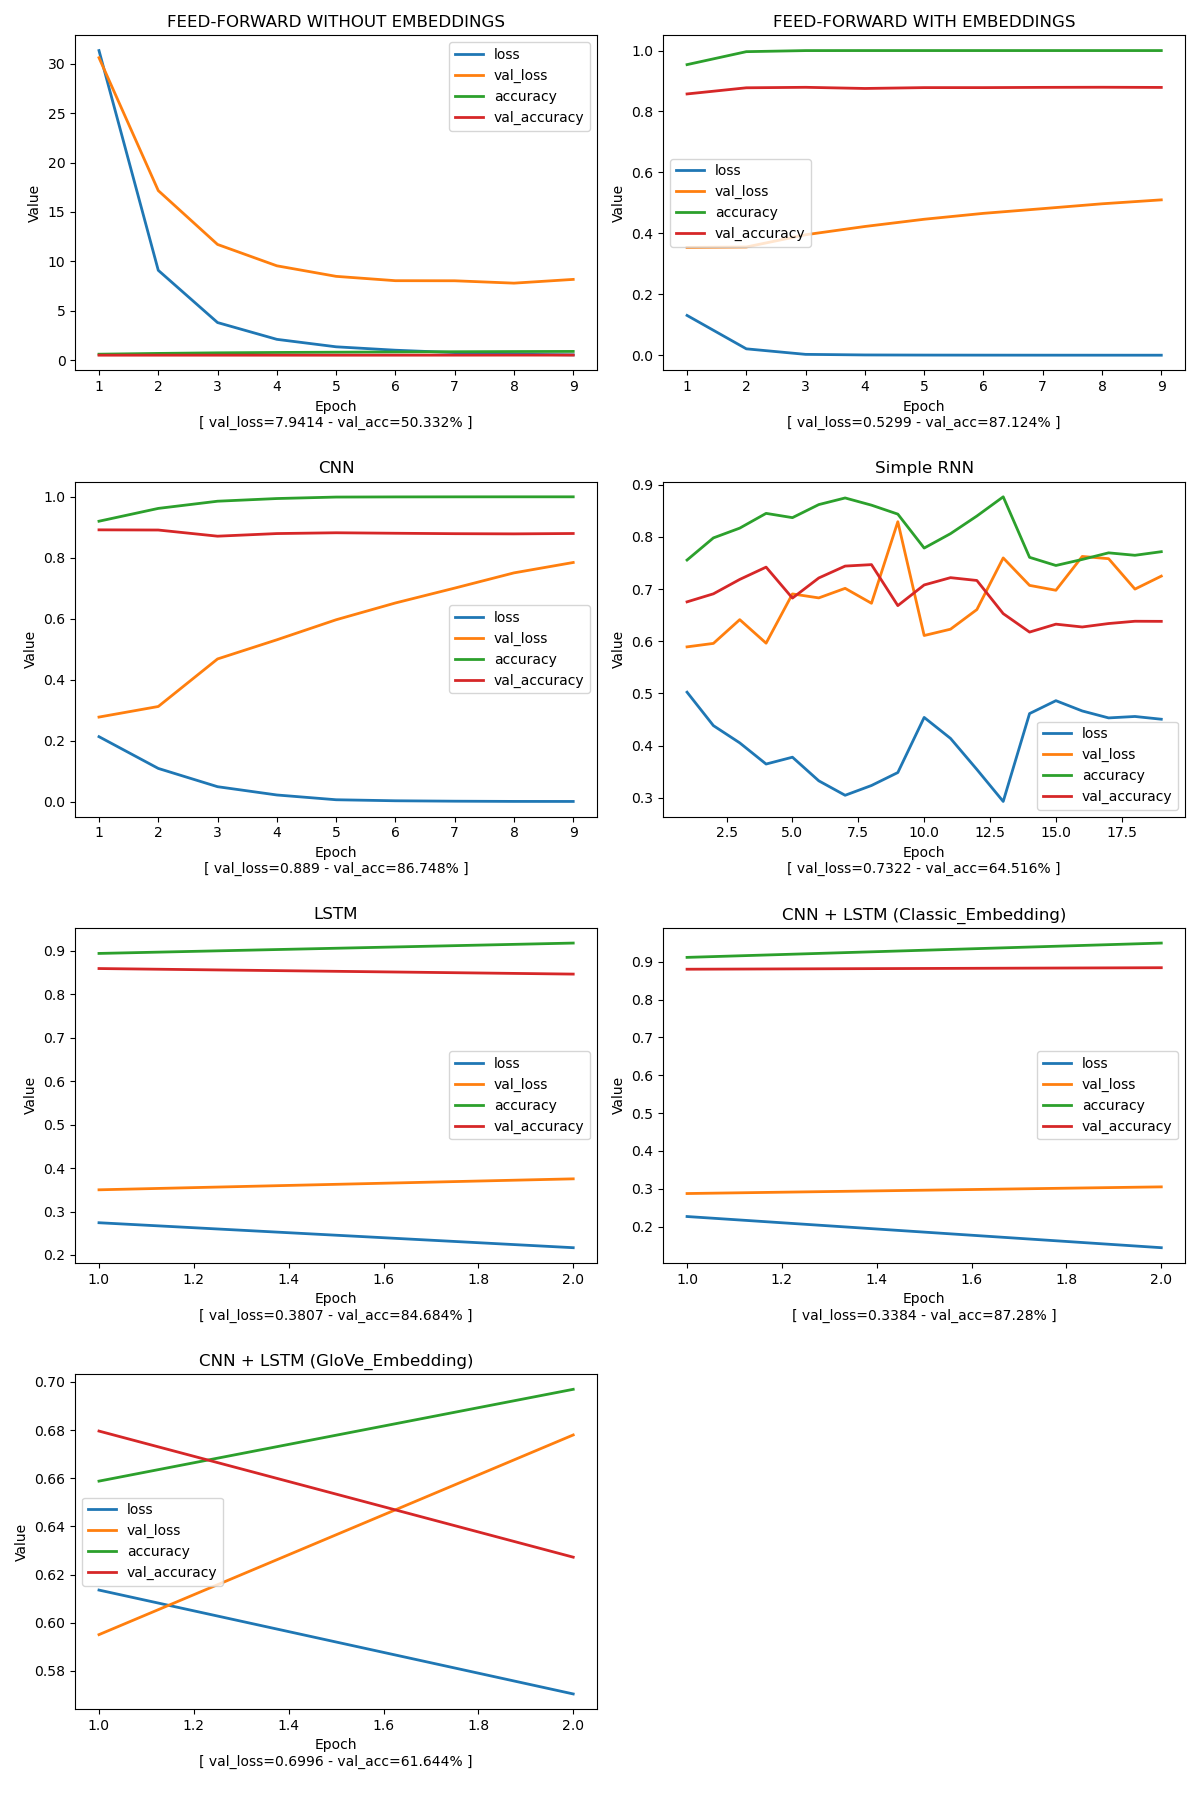 FEED-FORWARD WITHOUT EMBEDDINGS
Value
30
25
20
15
10
5
0
loss
val_loss
accuracy
val_accuracy
1 2 3 4 5 6 7 8 9
Epoch
[ val_loss=7.9414 - val_acc=50.332% ]
FEED-FORWARD WITH EMBEDDINGS
Value
1.0
0.8
0.6
0.4
0.2
0.0
loss
val_loss
accuracy
val_accuracy
1 2 3 4 5 6 7 8 9
Epoch
[ val_loss=0.5299 - val_acc=87.124% ]
CNN
Value
1.0
0.8
0.6
0.4
0.2
0.0
loss
val_loss
accuracy
val_accuracy
1 2 3 4 5 6 7 8 9
Epoch
[ val_loss=0.889 - val_acc=86.748% ]
Simple RNN
Value
0.9
0.8
0.7
0.6
0.5
0.4
0.3
loss
val_loss
accuracy
val_accuracy
2.5 5.0 7.5 10.0 12.5 15.0 17.5
Epoch
[ val_loss=0.7322 - val_acc=64.516% ]
LSTM
Value
0.9
0.8
0.7
0.6
0.5
0.4
0.3
0.2
loss
val_loss
accuracy
val_accuracy
1.0 1.2 1.4 1.6 1.8 2.0
Epoch
[ val_loss=0.3807 - val_acc=84.684% ]
CNN + LSTM (Classic_Embedding)
Value
0.9
0.8
0.7
0.6
0.5
0.4
0.3
0.2
loss
val_loss
accuracy
val_accuracy
1.0 1.2 1.4 1.6 1.8 2.0
Epoch
[ val_loss=0.3384 - val_acc=87.28% ]
CNN + LSTM (GloVe_Embedding)
Value
0.70
0.68
0.66
0.64
0.62
0.60
0.58
loss
val_loss
accuracy
val_accuracy
1.0 1.2 1.4 1.6 1.8 2.0
Epoch
[ val_loss=0.6996 - val_acc=61.644% ]